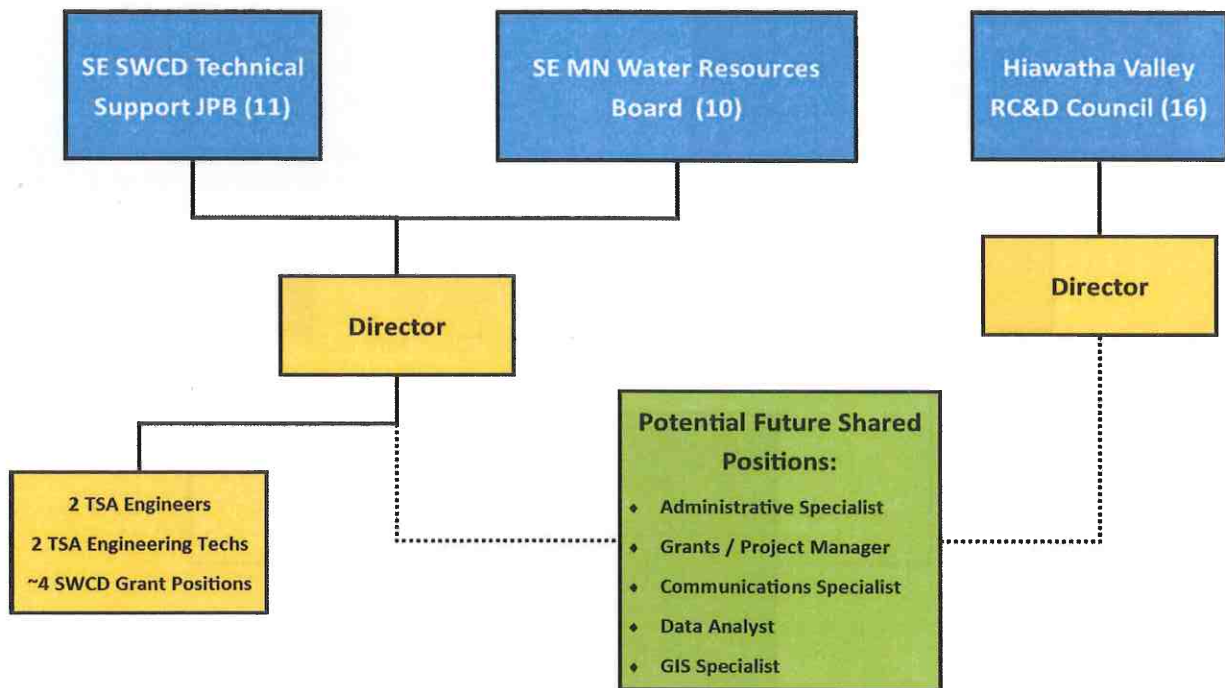 SE SWCD Technical
Support JPB (11)
SE MN Water Resources
Board (10)
Hiawatha Valley
RC&D Council (16)
Director
Director
2 TSA Engineers
2 TSA Engineering Techs
~4 SWCD Grant Positions
Potential Future Shared
Positions:
♦ Administrative Specialist
♦ Grants / Project Manager
♦ Communications Specialist
♦ Data Analyst
♦ GIS Specialist